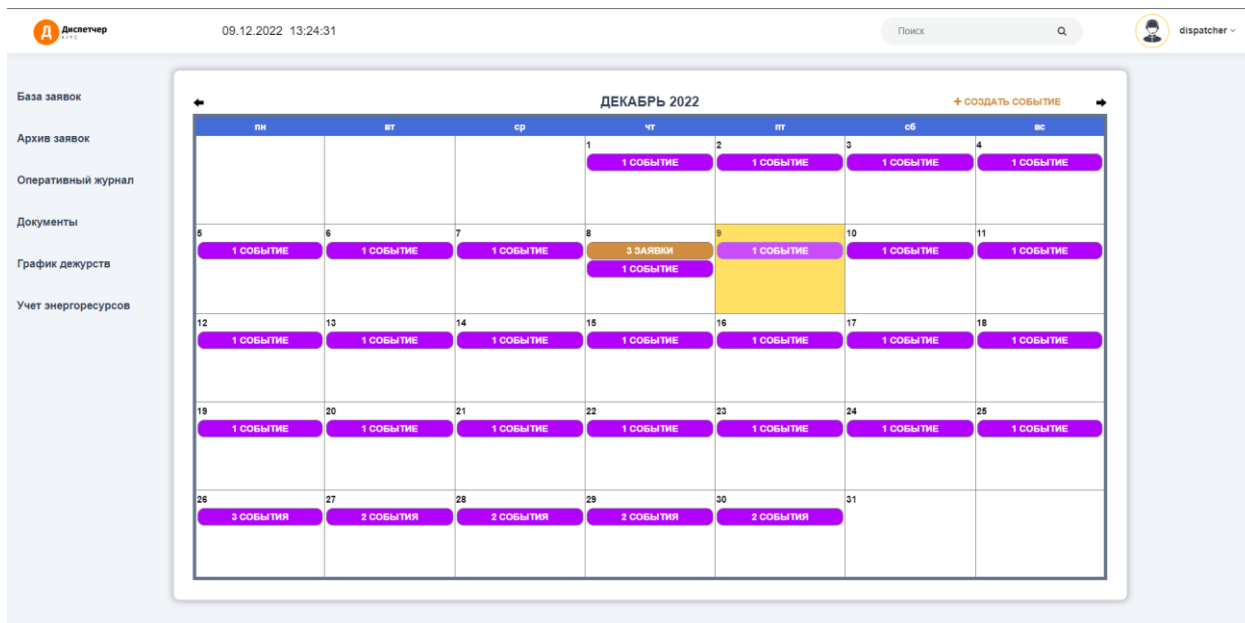 Диспетчер
КУРС
09.12.2022 13:24:31
Поиск
dispatcher
База заявок
Архив заявок
Оперативный журнал
Документы
График дежурств
Учет энергоресурсов
ДЕКАБРЬ 2022
+ СОЗДАТЬ СОБЫТИЕ
пн вт ср чт пт сб вс
1 2 3 4
1 СОБЫТИЕ 1 СОБЫТИЕ 1 СОБЫТИЕ 1 СОБЫТИЕ
5 6 7 8 9 10 11
1 СОБЫТИЕ 1 СОБЫТИЕ 1 СОБЫТИЕ 3 ЗАЯВКИ 1 СОБЫТИЕ 1 СОБЫТИЕ 1 СОБЫТИЕ
1 СОБЫТИЕ
12 13 14 15 16 17 18
1 СОБЫТИЕ 1 СОБЫТИЕ 1 СОБЫТИЕ 1 СОБЫТИЕ 1 СОБЫТИЕ 1 СОБЫТИЕ 1 СОБЫТИЕ
19 20 21 22 23 24 25
1 СОБЫТИЕ 1 СОБЫТИЕ 1 СОБЫТИЕ 1 СОБЫТИЕ 1 СОБЫТИЕ 1 СОБЫТИЕ 1 СОБЫТИЕ
26 27 28 29 30 31
3 СОБЫТИЯ 2 СОБЫТИЯ 2 СОБЫТИЯ 2 СОБЫТИЯ 2 СОБЫТИЯ